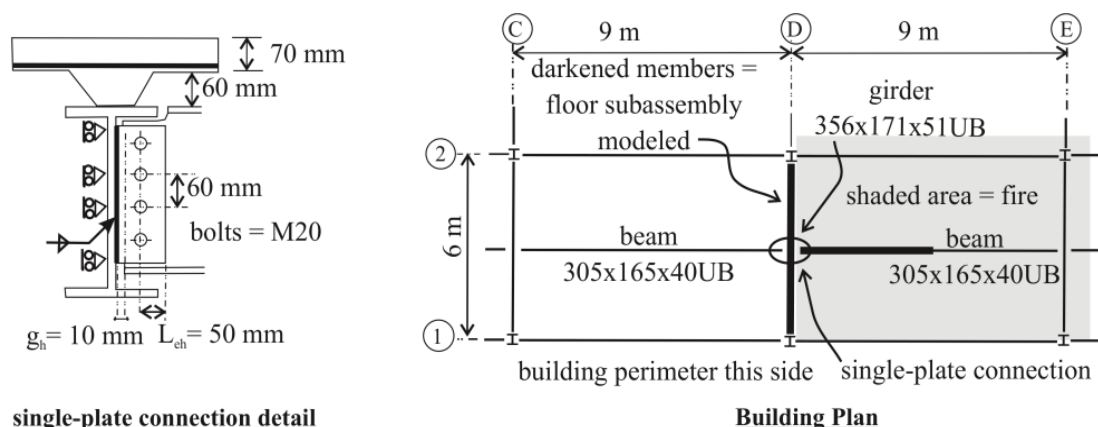 70 mm
60 mm
60 mm
bolts = M20
gh= 10 mm Leh= 50 mm
single-plate connection detail
C D E
9 m 9 m
darkened members =
floor subassembly
modeled
girder
356x171x51UB
2
shaded area = fire
6 m
beam
305x165x40UB
beam
305x165x40UB
1
building perimeter this side
single-plate connection
Building Plan